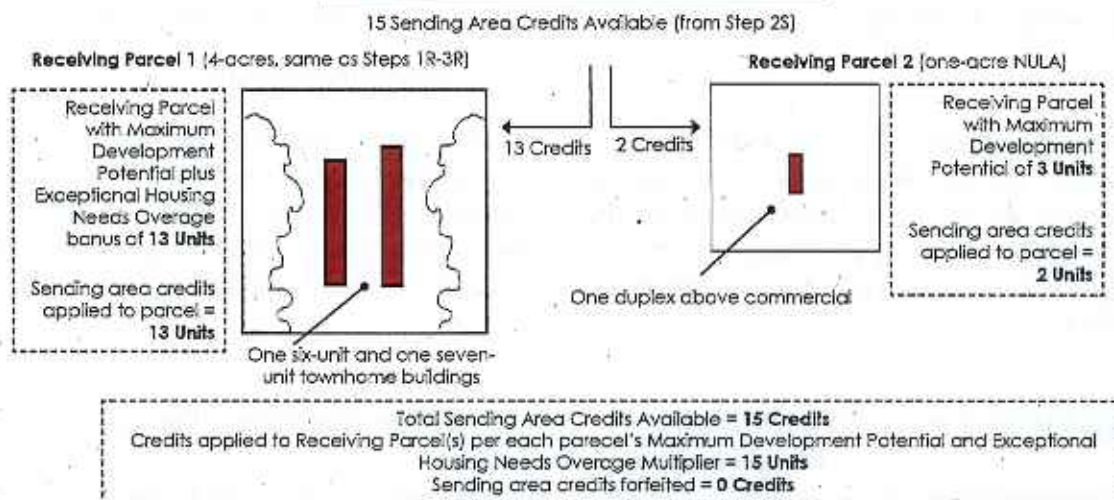 15 Sending Area Credits Available (from Step 2S)
Receiving Parcel 1 (4-acres, same as Steps 1R-3R)
Receiving Parcel
with Maximum
Development
Potential plus
Exceptional Housing
Needs Overage
bonus of 13 Units
Sending area credits
applied to parcel =
13 Units
One six-unit and one seven-
unit townhome buildings
13 Credits
2 Credits
Receiving Parcel 2 (one-acre NULA)
Receiving Parcel
with Maximum
Development
Potential of 3 Units
Sending area credits
applied to parcel =
2 Units
One duplex above commercial
Total Sending Area Credits Available = 15 Credits
Credits applied to Receiving Parcel(s) per each parecel's Maximum Development Potential and Exceptional
Housing Needs Overage Multiplier = 15 Units
Sending area credits forfeited = 0 Credits